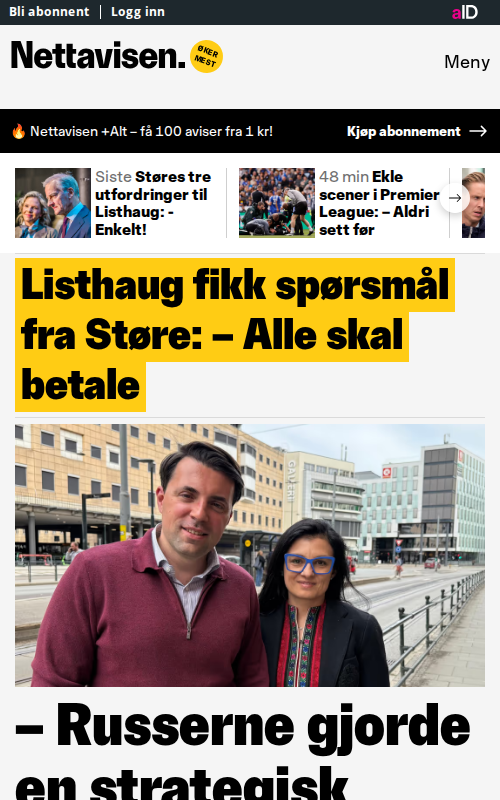 Bli abonnent | Logg inn
aID
Nettavisen.
ØKER
MEST
Meny
🔥 Nettavisen +Alt – få 100 aviser fra 1 kr!
Kjøp abonnement →
Siste Støres tre
utfordringer til
Listhaug: -
Enkelt!
48 min Ekle
scener i Premier
League: – Aldri
sett før
Listhaug fikk spørsmål
fra Støre: – Alle skal
betale
– Russerne gjorde
en strategisk